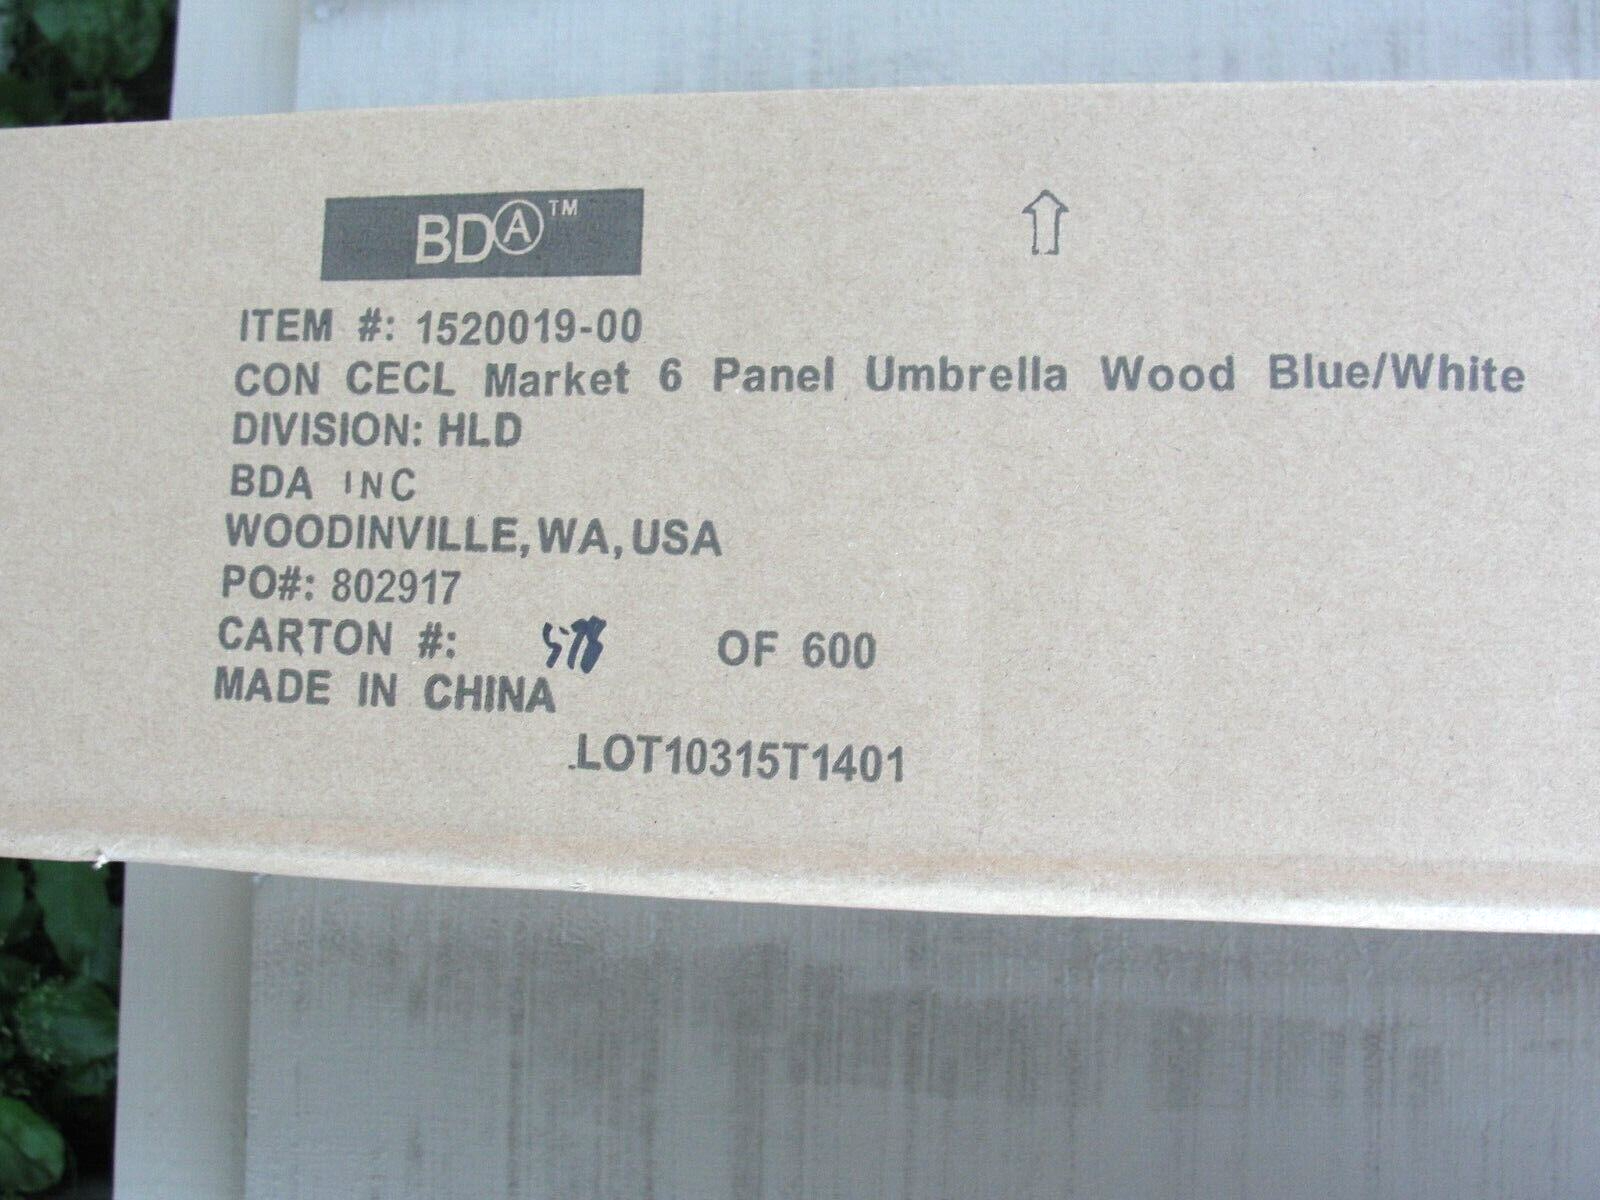 BDA™
ITEM #: 1520019-00
CON CECL Market 6 Panel Umbrella Wood Blue/White
DIVISION: HLD
BDA INC
WOODINVILLE, WA, USA
PO#: 802917
CARTON #: OF 600
MADE IN CHINA
.LOT10315T1401